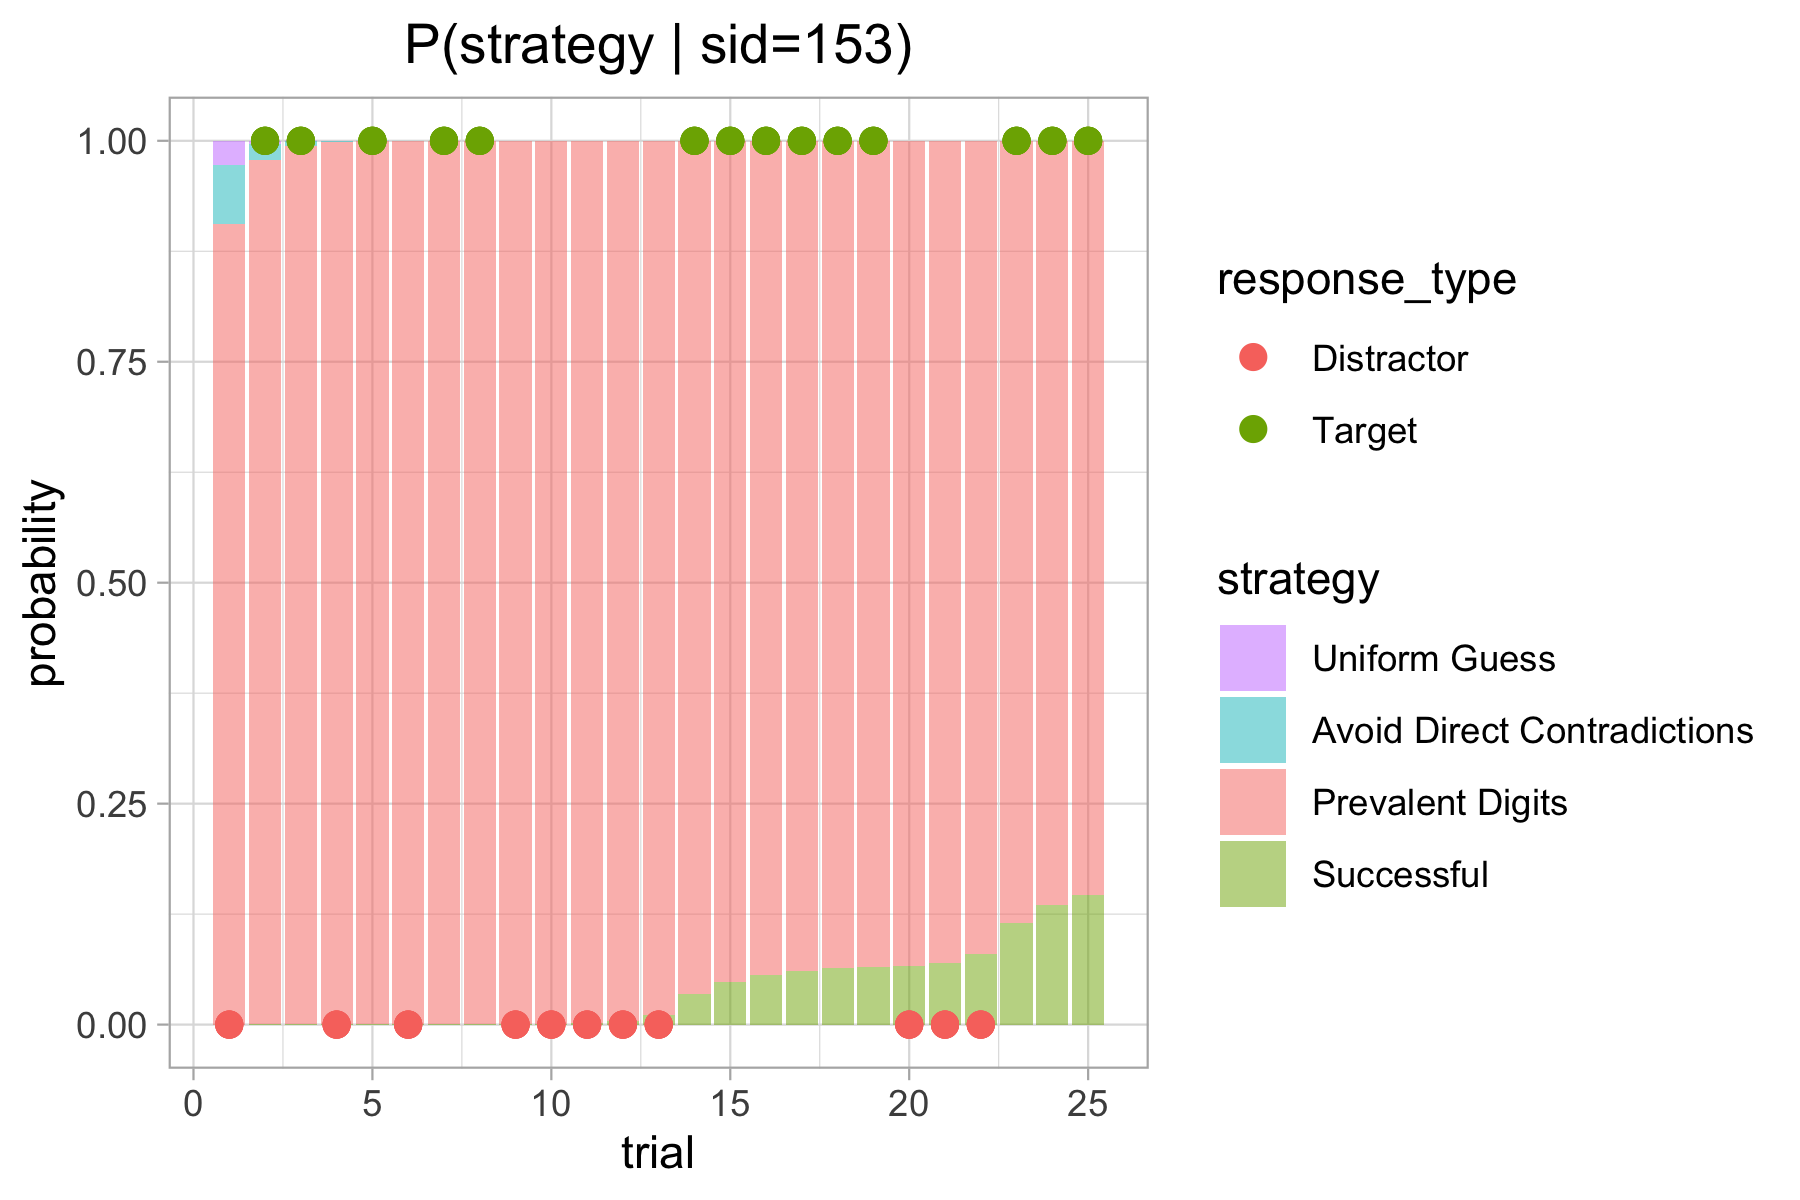 P(strategy | sid=153)
probability
1.00
0.75
0.50
0.25
0.00
0 5 10 15 20 25
trial
response_type
Distractor
Target
strategy
Uniform Guess
Avoid Direct Contradictions
Prevalent Digits
Successful